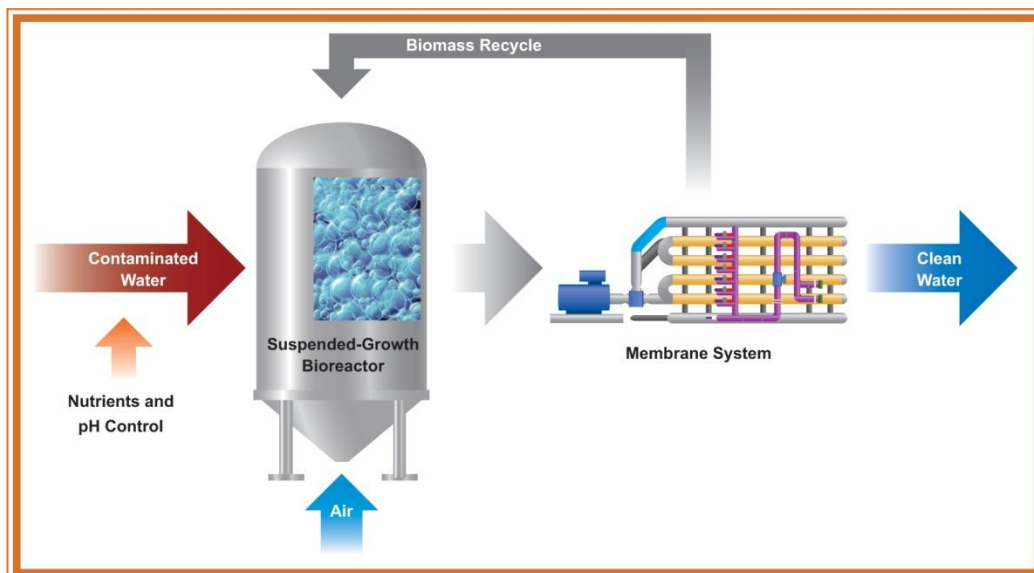 Biomass Recycle
Contaminated
Water
Suspended-Growth
Bioreactor
Nutrients and
pH Control
Air
Membrane System
Clean
Water